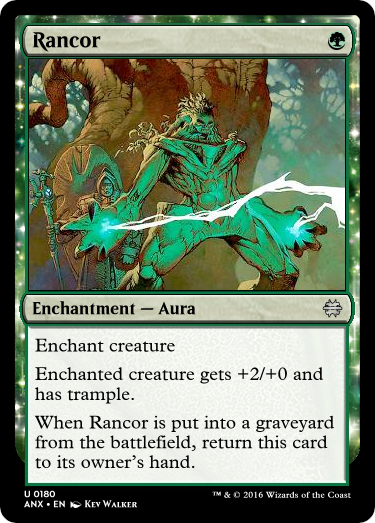 Rancor
Enchantment — Aura
Enchant creature
Enchanted creature gets +2/+0 and
has trample.
When Rancor is put into a graveyard
from the battlefield, return this card
to its owner's hand.
U 0180
ANX • EN Kev Walker
™ & © 2016 Wizards of the Coast